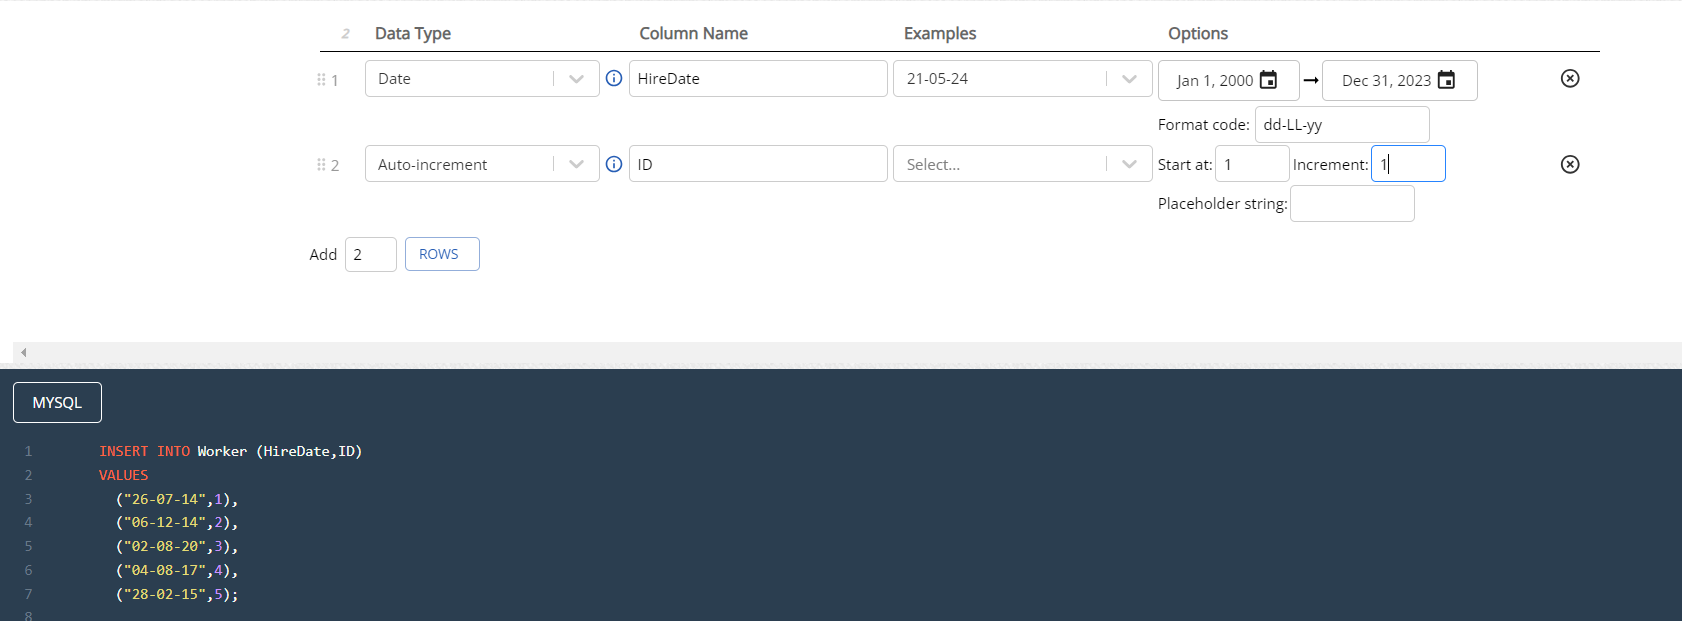 2 Data Type Column Name Examples Options
1 Date HireDate 21-05-24 Jan 1, 2000 → Dec 31, 2023
Format code: dd-LL-yy
2 Auto-increment ID Select... Start at: 1 Increment: 1
Placeholder string:
Add 2 ROWS
MYSQL
1 INSERT INTO Worker (HireDate,ID)
2 VALUES
3 ("26-07-14",1),
4 ("06-12-14",2),
5 ("02-08-20",3),
6 ("04-08-17",4),
7 ("28-02-15",5);
8